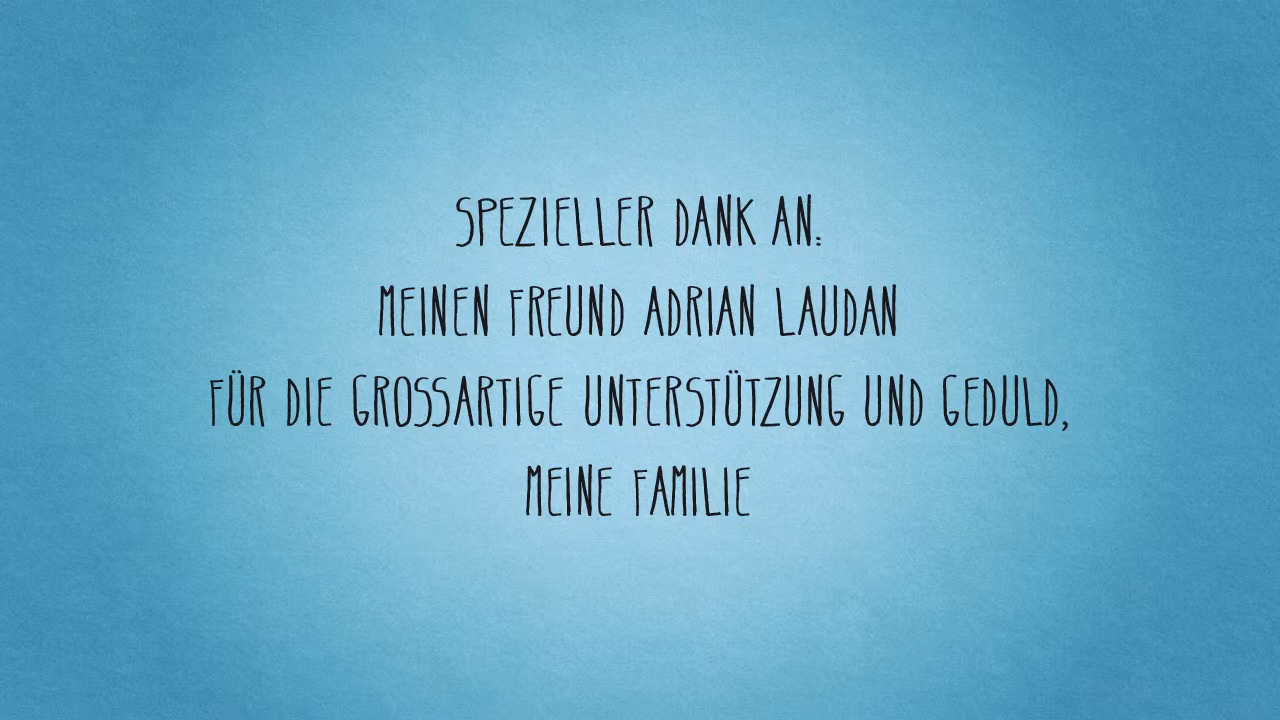 SPEZIELLER DANK AN:
MEINEN FREUND ADRIAN LAUDAN
FÜR DIE GROSSARTIGE UNTERSTÜTZUNG UND GEDULD,
MEINE FAMILIE